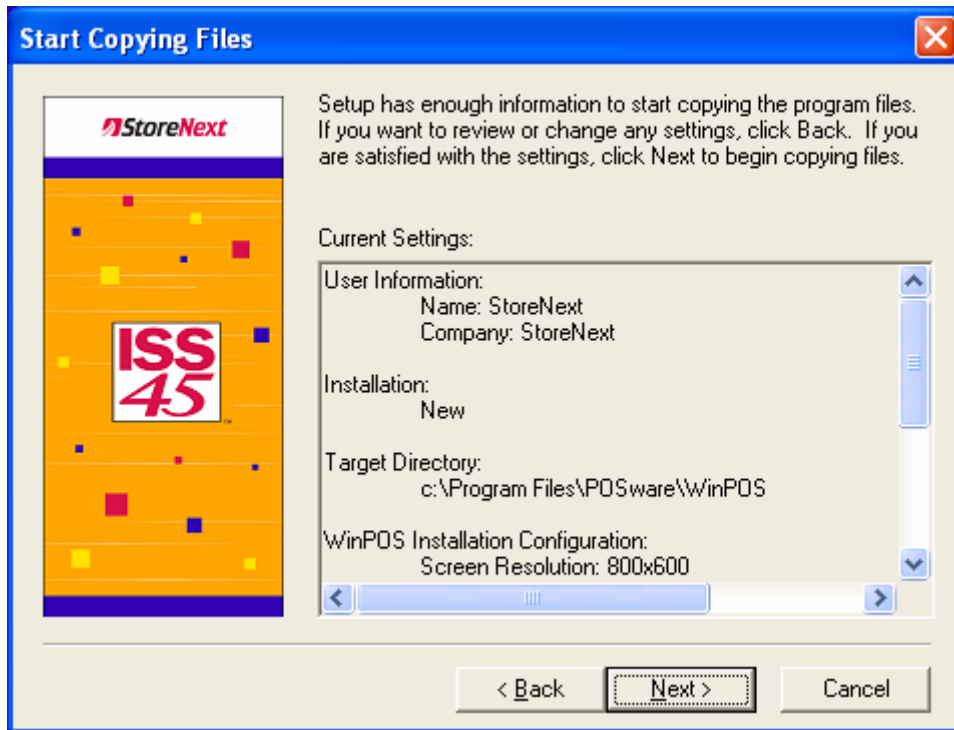 Start Copying Files
StoreNext
ISS
45
Setup has enough information to start copying the program files.
If you want to review or change any settings, click Back. If you
are satisfied with the settings, click Next to begin copying files.
Current Settings:
User Information:
Name: StoreNext
Company: StoreNext
Installation:
New
Target Directory:
c:\Program Files\POSware\WinPOS
WinPOS Installation Configuration:
Screen Resolution: 800x600
< Back
Next >
Cancel